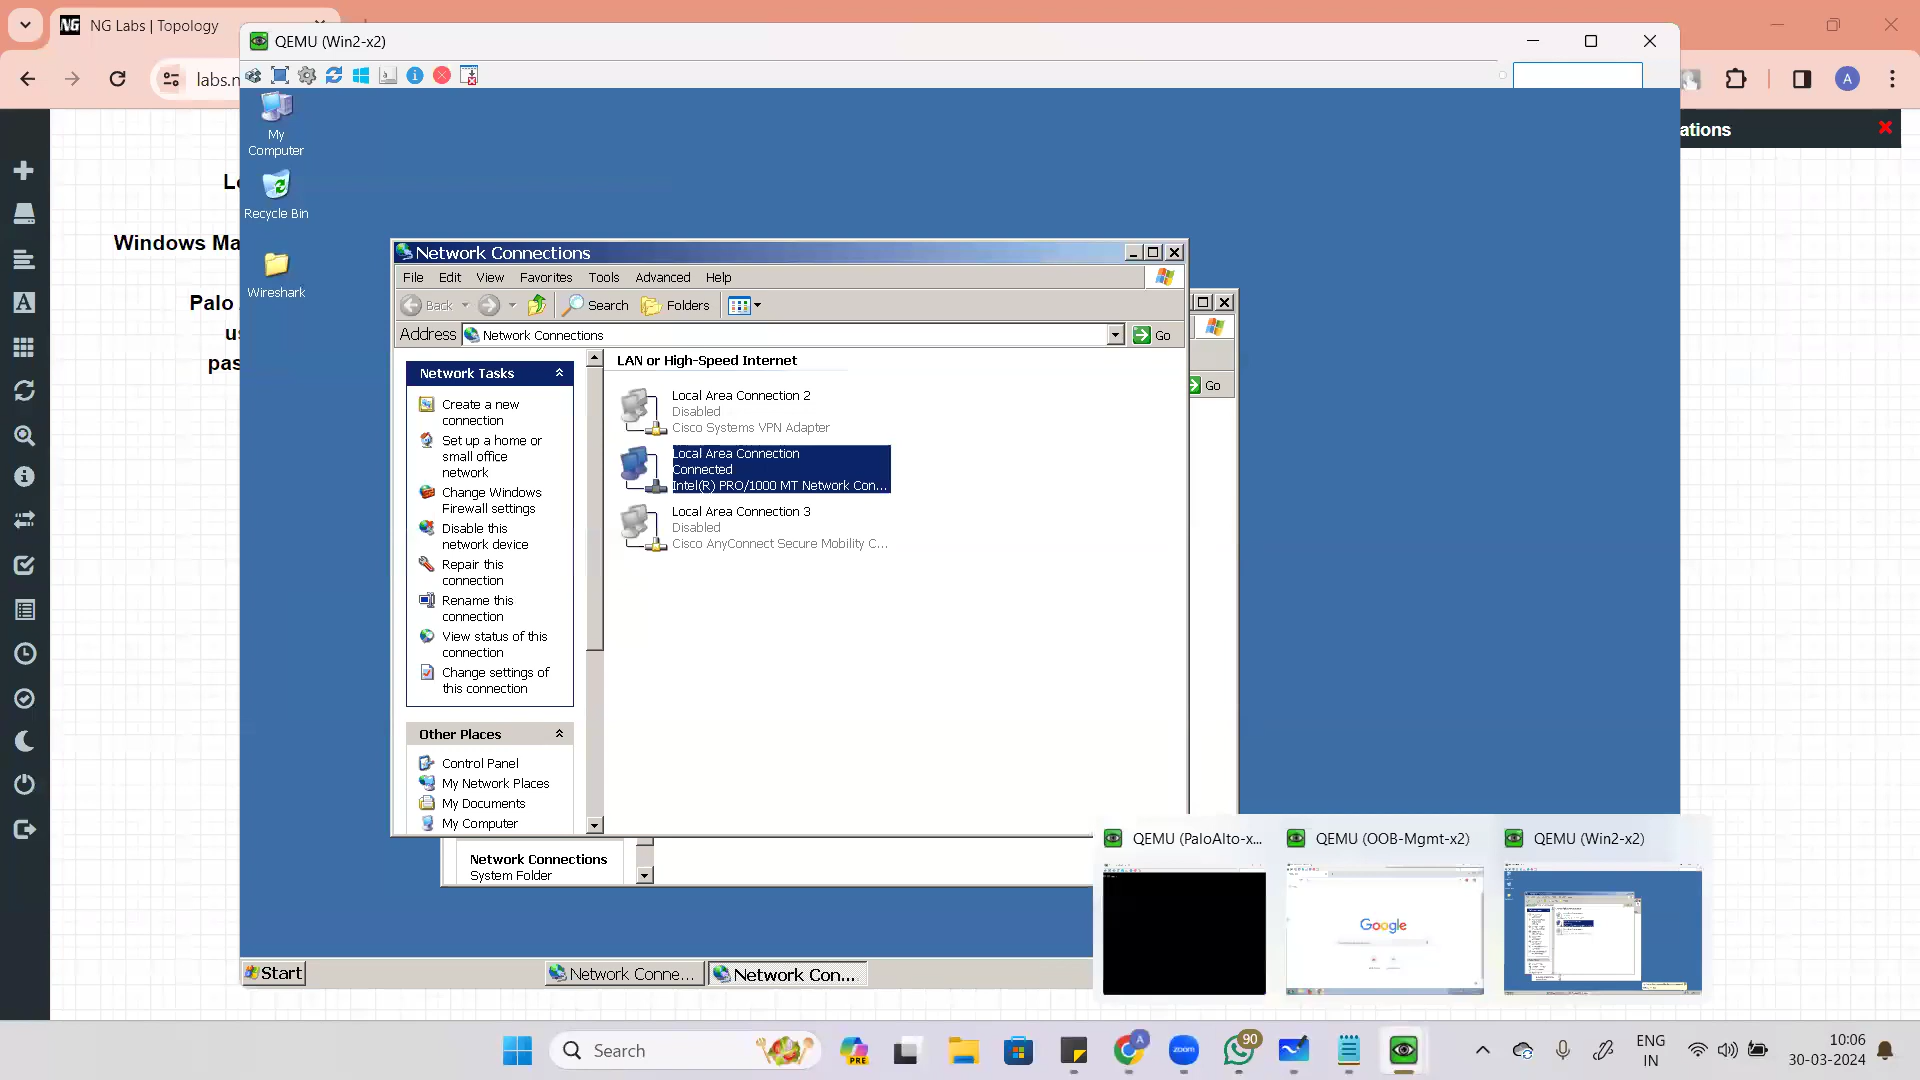 NG Labs | Topology
QEMU (Win2-x2)
labs.n
A
ations
My
Computer
Recycle Bin
Wireshark
Windows Ma
Palo
us
pas
Network Connections
File Edit View Favorites Tools Advanced Help
Back Search Folders
Address Network Connections Go
Go
Network Tasks
Create a new
connection
Set up a home or
small office
network
Change Windows
Firewall settings
Disable this
network device
Repair this
connection
Rename this
connection
View status of this
connection
Change settings of
this connection
Other Places
Control Panel
My Network Places
My Documents
My Computer
LAN or High-Speed Internet
Local Area Connection 2
Disabled
Cisco Systems VPN Adapter
Local Area Connection
Connected
Intel(R) PRO/1000 MT Network Con...
Local Area Connection 3
Disabled
Cisco AnyConnect Secure Mobility C...
Network Connections
System Folder
QEMU (PaloAlto-x... QEMU (OOB-Mgmt-x2) QEMU (Win2-x2)
Google
Start Network Conne... Network Con...
Search
PRE
A
zoom
90
ENG
IN
10:06
30-03-2024